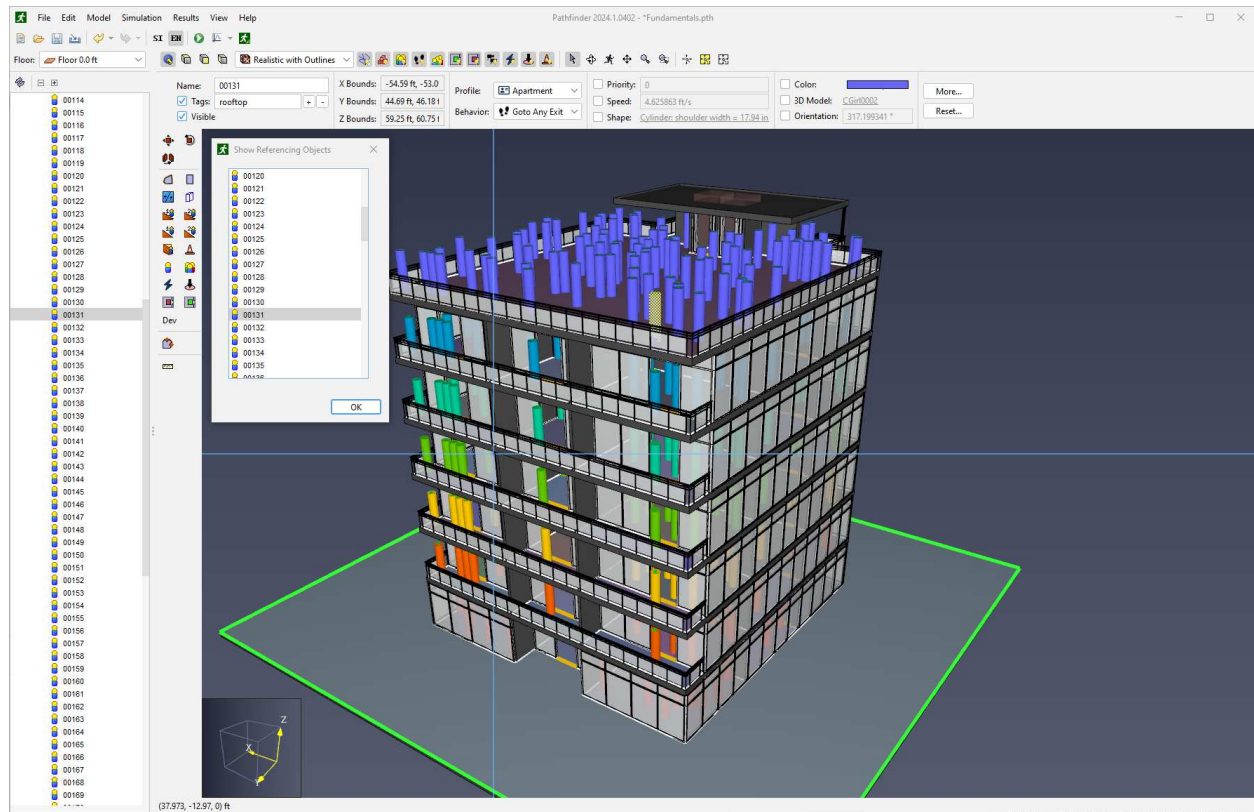 File Edit Model Simulation Results View Help
Pathfinder 2024.1.0402 - *Fundamentals.pth
SI EN
Floor: Floor 0.0 ft
Realistic with Outlines
Name: 00131
Tags: rooftop + -
Visible
X Bounds: -54.59 ft, -53.0
Y Bounds: 44.69 ft, 46.18 f
Z Bounds: 59.25 ft, 60.75 f
Profile: Apartment
Behavior: Goto Any Exit
Priority: 0
Speed: 4.625863 ft/s
Shape: Cylinder: shoulder width = 17.94 in
Color:
3D Model: CGirl0002
Orientation: 317.199341 °
More...
Reset...
00114
00115
00116
00117
00118
00119
00120
00121
00122
00123
00124
00125
00126
00127
00128
00129
00130
00131
00132
00133
00134
00135
00136
00137
00138
00139
00140
00141
00142
00143
00144
00145
00146
00147
00148
00149
00150
00151
00152
00153
00154
00155
00156
00157
00158
00159
00160
00161
00162
00163
00164
00165
00166
00167
00168
00169
Dev
Show Referencing Objects
00120
00121
00122
00123
00124
00125
00126
00127
00128
00129
00130
00131
00132
00133
00134
00135
00136
OK
Z
X
Y
(37.973, -12.97, 0) ft